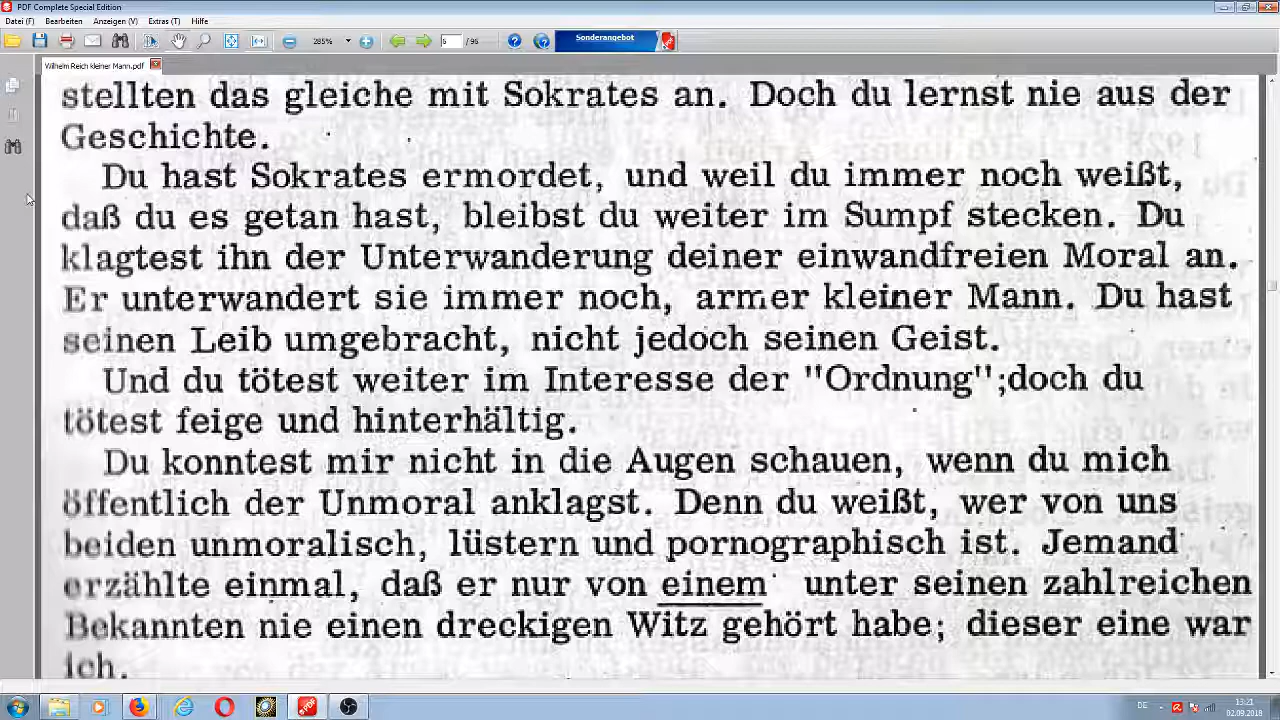 PDF Complete Special Edition
Datei (F) Bearbeiten Anzeigen (V) Extras (T) Hilfe
285% 5 / 95 Sonderangebot
Wilhelm Reich kleiner Mann.pdf
stellten das gleiche mit Sokrates an. Doch du lernst nie aus der
Geschichte.
Du hast Sokrates ermordet, und weil du immer noch weißt,
daß du es getan hast, bleibst du weiter im Sumpf stecken. Du
klagtest ihn der Unterwanderung deiner einwandfreien Moral an.
Er unterwandert sie immer noch, armer kleiner Mann. Du hast
seinen Leib umgebracht, nicht jedoch seinen Geist.
Und du tötest weiter im Interesse der "Ordnung";doch du
tötest feige und hinterhältig.
Du konntest mir nicht in die Augen schauen, wenn du mich
öffentlich der Unmoral anklagst. Denn du weißt, wer von uns
beiden unmoralisch, lüstern und pornographisch ist. Jemand
erzählte einmal, daß er nur von einem unter seinen zahlreichen
Bekannten nie einen dreckigen Witz gehört habe; dieser eine war
ich.
DE 13:21
02.09.2018